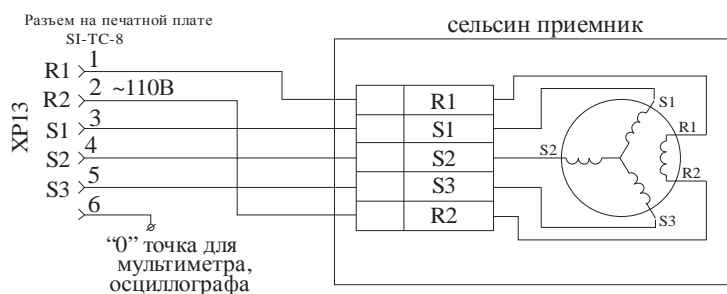 Разъем на печатной плате
SI-TC-8
сельсин приемник
XP13
R1 1
R2 2 ~110В
S1 3
S2 4
S3 5
6
“0” точка для
мультиметра,
осциллографа
R1
S1
S2
S3
R2
S1
R1
S2
R2
S3